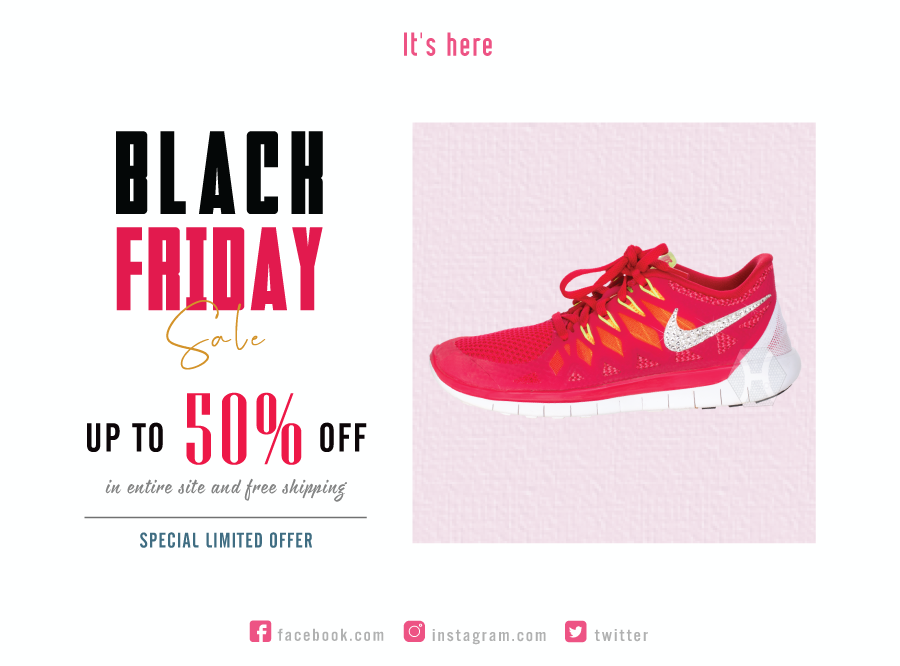 It's here
BLACK
FRIDAY
Sale
UP TO 50% OFF
in entire site and free shipping
SPECIAL LIMITED OFFER
facebook.com instagram.com twitter